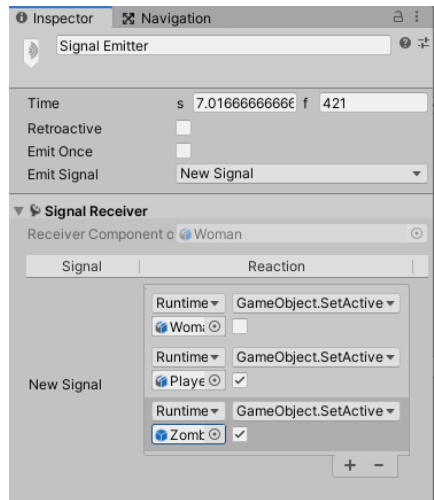 Inspector Navigation
Signal Emitter
Time s 7.01666666666 f 421
Retroactive
Emit Once
Emit Signal New Signal
Signal Receiver
Receiver Component o Woman
Signal Reaction
Runtime GameObject.SetActive
Woma
Runtime GameObject.SetActive
New Signal
Playe
Runtime GameObject.SetActive
Zomb
+ -